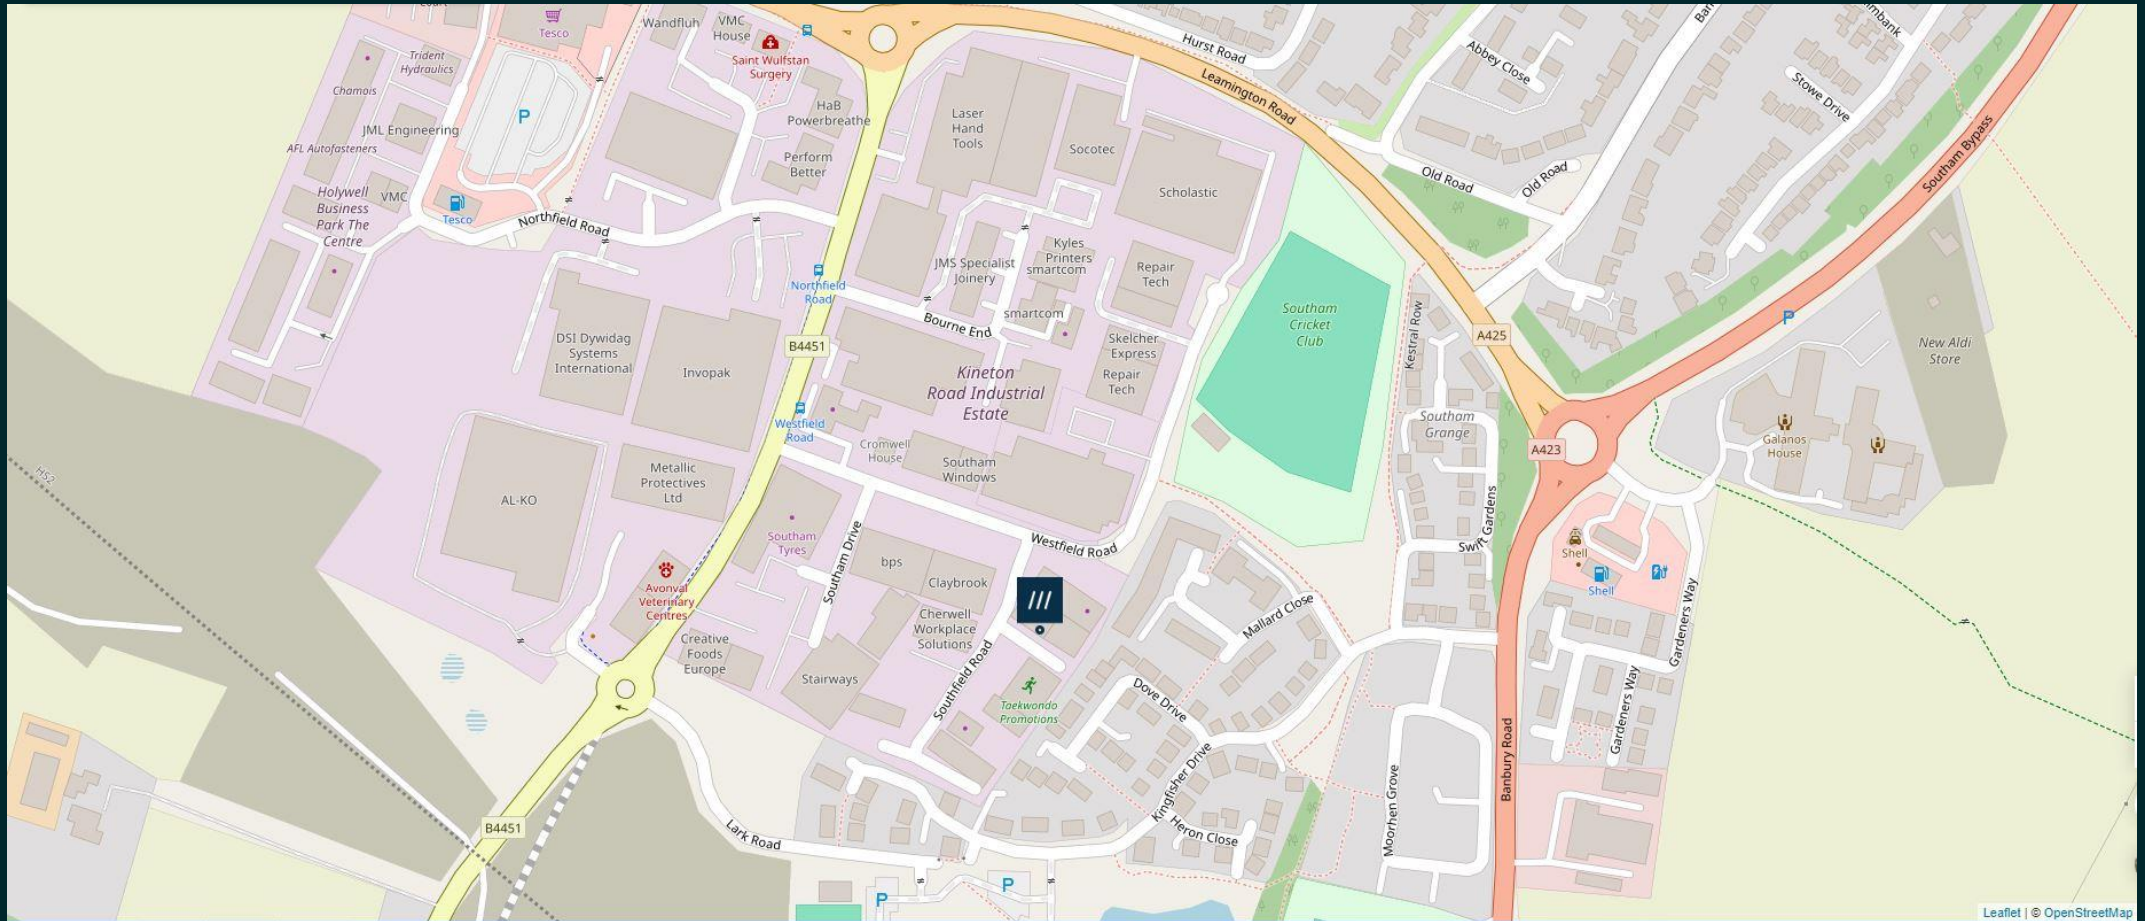 Court
Tesco
Wandfluh
VMC
House
Saint Wulfstan
Surgery
Trident
Hydraulics
Chamois
JML Engineering
AFL Autofasteners
P
HaB
Powerbreathe
Perform
Better
Laser
Hand
Tools
Socotec
Scholastic
Hurst Road
Leamington Road
Abbey Close
Stowe Drive
Southam Bypass
Old Road
Old Road
VMC
Holywell
Business
Park The
Centre
Tesco
Northfield Road
Northfield
Road
JMS Specialist
Joinery
Kyles
Printers
smartcom
smartcom
Repair
Tech
Bourne End
Skelcher
Express
Repair
Tech
Southam
Cricket
Club
Kestral Row
A425
P
New Aldi
Store
DSI Dywidag
Systems
International
Invopak
B4451
Kineton
Road Industrial
Estate
Westfield
Road
Cromwell
House
Southam
Windows
Southam
Grange
A423
Galanos
House
HS2
AL-KO
Metallic
Protectives
Ltd
Southam
Tyres
Southam Drive
Westfield Road
bps
Claybrook
Swift Gardens
Shell
Shell
Avonval
Veterinary
Centres
Creative
Foods
Europe
Cherwell
Workplace
Solutions
Stairways
Southfield Road
Taekwondo
Promotions
Mallard Close
Dove Drive
Kingfisher Drive
Heron Close
Moorhen Grove
Banbury Road
Gardeners Way
Gardeners Way
B4451
Lark Road
P
P
Leaflet | © OpenStreetMap